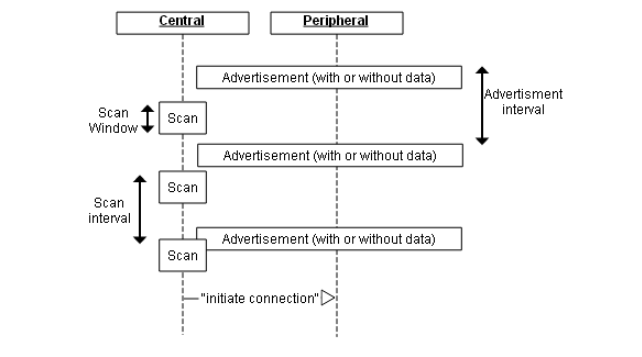 Central
Peripheral
Advertisement (with or without data)
Advertisment
interval
Scan
Window
Scan
Advertisement (with or without data)
Scan
Scan
interval
Advertisement (with or without data)
Scan
"initiate connection"